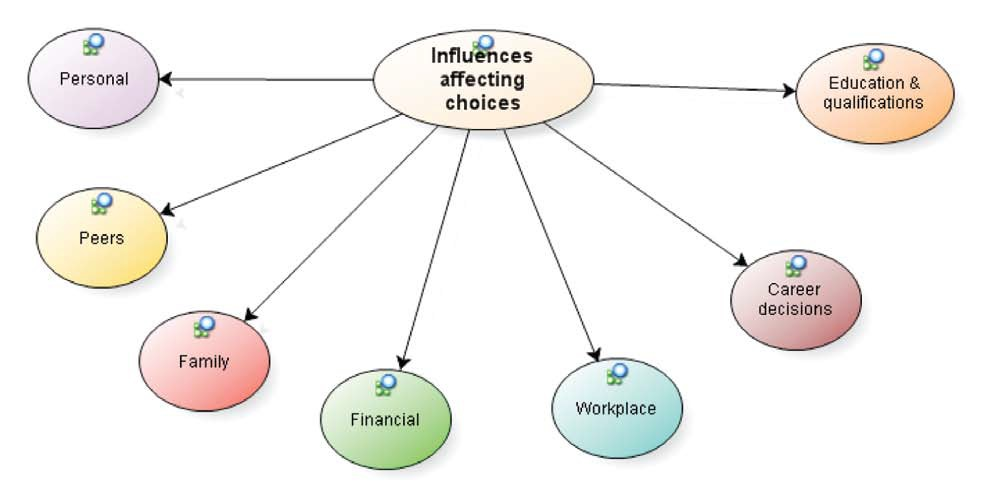 Influences
affecting
choices
Personal
Education &
qualifications
Peers
Career
decisions
Family
Financial
Workplace